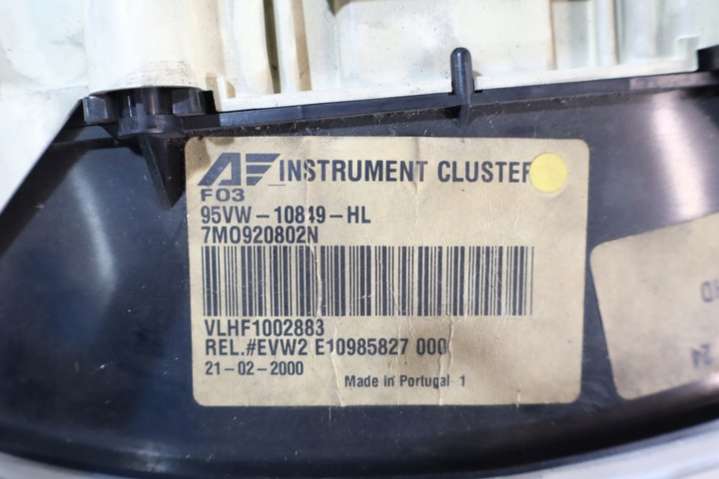 AF INSTRUMENT CLUSTER
F03
95VW-10849-HL
7M0920802N
VLHF1002883
REL.#EVW2 E10985827 000
21-02-2000
Made in Portugal 1
24